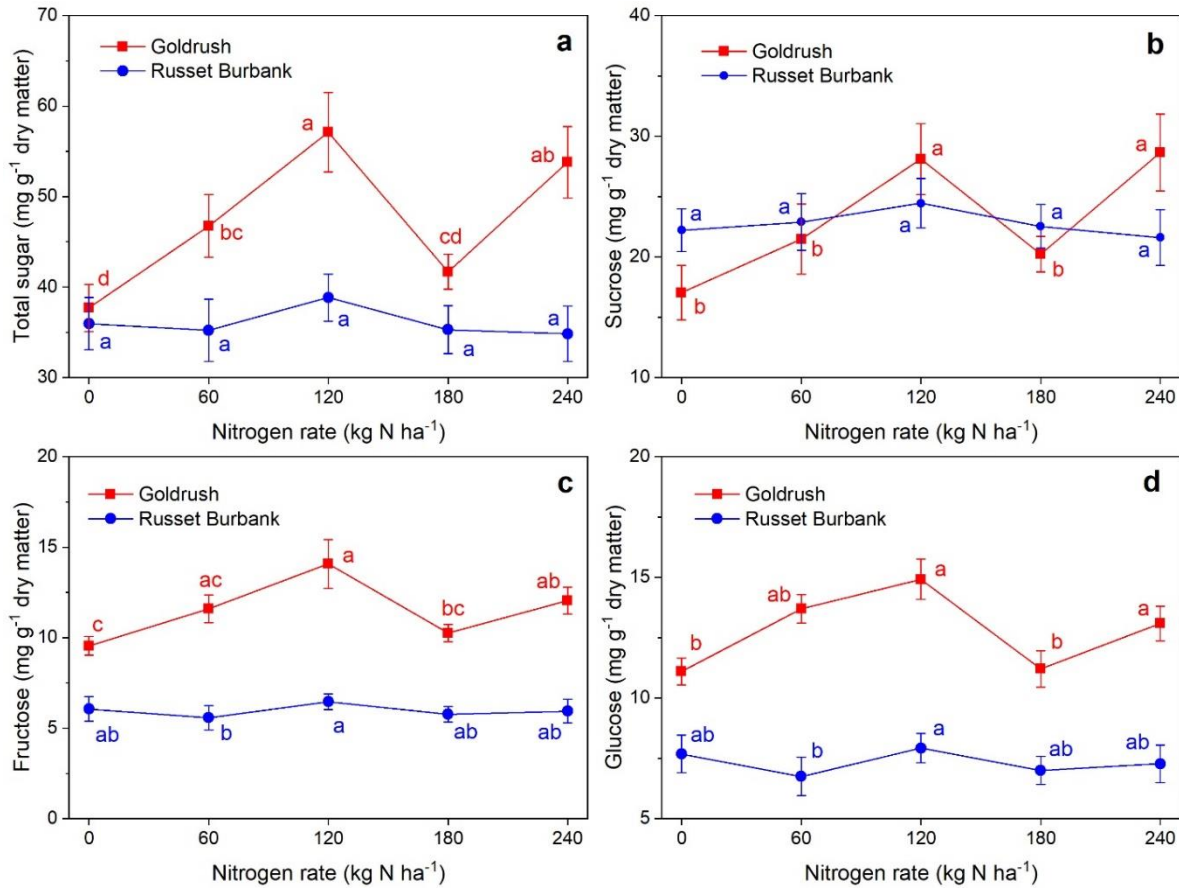 a
Goldrush
Russet Burbank
Total sugar (mg g⁻¹ dry matter)
70
60
50
40
30
d
bc
a
cd
ab
a
a
a
a
a
0 60 120 180 240
Nitrogen rate (kg N ha⁻¹)
b
Goldrush
Russet Burbank
Sucrose (mg g⁻¹ dry matter)
40
30
20
10
b
b
a
b
a
a
a
a
a
a
0 60 120 180 240
Nitrogen rate (kg N ha⁻¹)
c
Goldrush
Russet Burbank
Fructose (mg g⁻¹ dry matter)
20
15
10
5
0
c
ac
a
bc
ab
ab
b
a
ab
ab
0 60 120 180 240
Nitrogen rate (kg N ha⁻¹)
d
Goldrush
Russet Burbank
Glucose (mg g⁻¹ dry matter)
20
15
10
5
b
ab
a
b
a
ab
b
a
ab
ab
0 60 120 180 240
Nitrogen rate (kg N ha⁻¹)